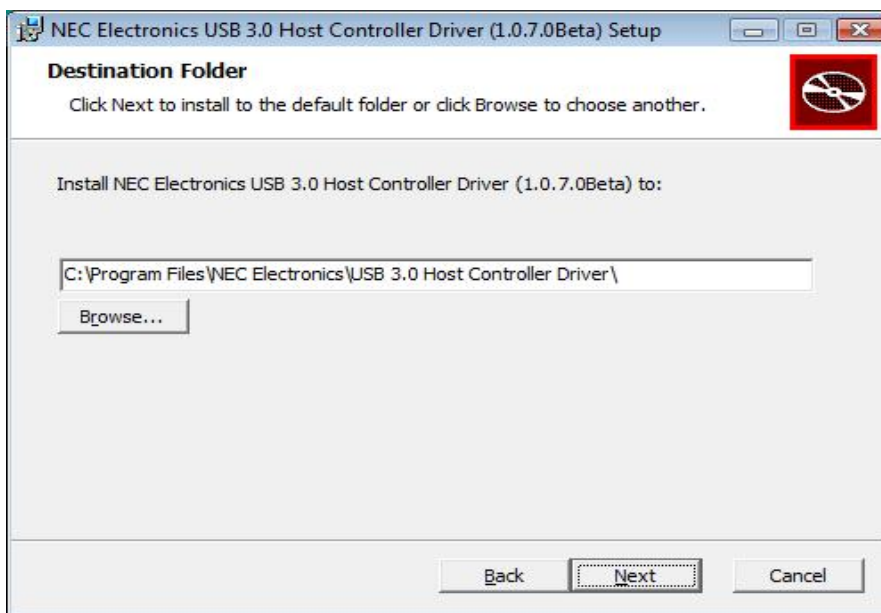 NEC Electronics USB 3.0 Host Controller Driver (1.0.7.0Beta) Setup
Destination Folder
Click Next to install to the default folder or click Browse to choose another.
Install NEC Electronics USB 3.0 Host Controller Driver (1.0.7.0Beta) to:
C:\Program Files\NEC Electronics\USB 3.0 Host Controller Driver\
Browse...
Back Next Cancel